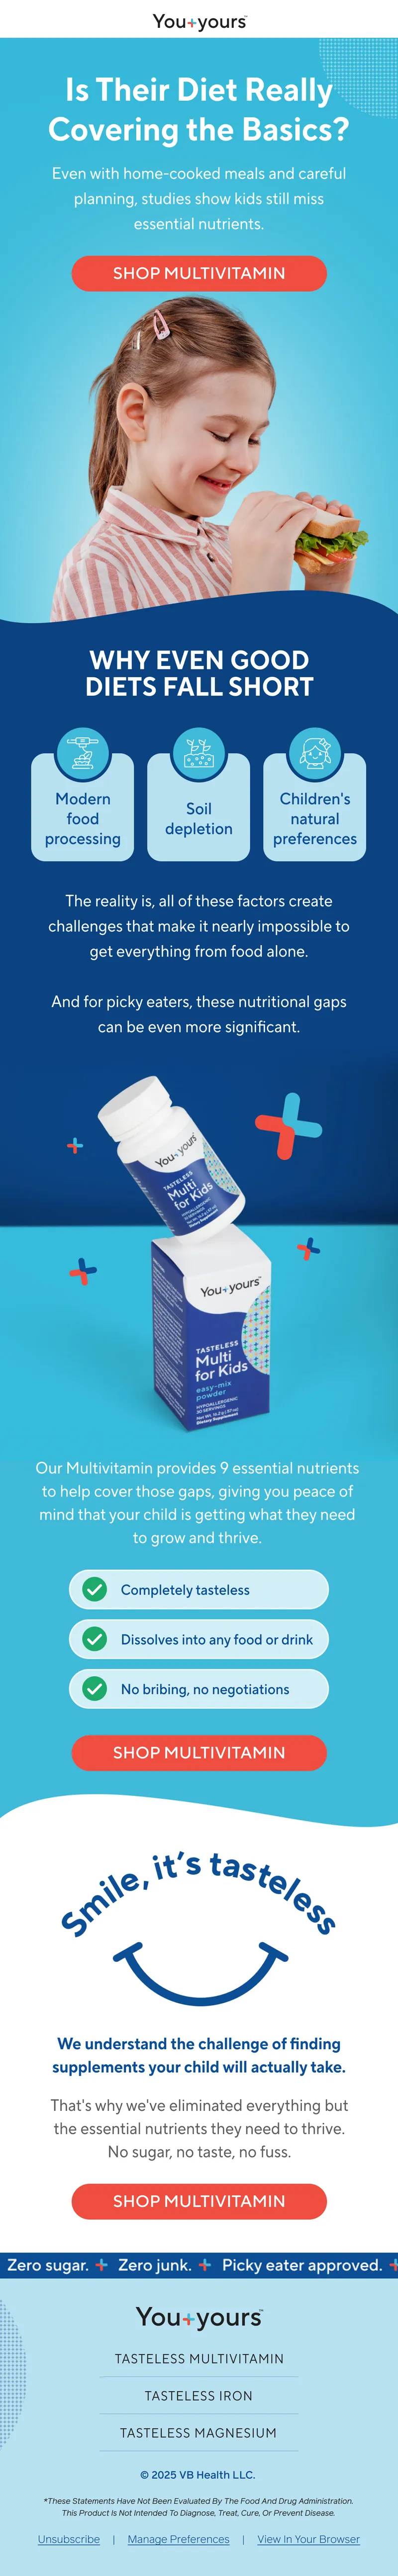 You+yours™
Is Their Diet Really
Covering the Basics?
Even with home-cooked meals and careful
planning, studies show kids still miss
essential nutrients.
SHOP MULTIVITAMIN
WHY EVEN GOOD
DIETS FALL SHORT
Modern
food
processing
Soil
depletion
Children's
natural
preferences
The reality is, all of these factors create
challenges that make it nearly impossible to
get everything from food alone.
And for picky eaters, these nutritional gaps
can be even more significant.
You+yours
TASTELESS
Multi
for Kids
You+yours™
TASTELESS
Multi
for Kids
easy-mix
powder
HYPOALLERGENIC
30 SERVINGS
Dietary Supplement
Our Multivitamin provides 9 essential nutrients
to help cover those gaps, giving you peace of
mind that your child is getting what they need
to grow and thrive.
Completely tasteless
Dissolves into any food or drink
No bribing, no negotiations
SHOP MULTIVITAMIN
Smile, it's tasteless
We understand the challenge of finding
supplements your child will actually take.
That's why we've eliminated everything but
the essential nutrients they need to thrive.
No sugar, no taste, no fuss.
SHOP MULTIVITAMIN
Zero sugar. + Zero junk. + Picky eater approved. +
You+yours™
TASTELESS MULTIVITAMIN
TASTELESS IRON
TASTELESS MAGNESIUM
© 2025 VB Health LLC.
*These Statements Have Not Been Evaluated By The Food And Drug Administration.
This Product Is Not Intended To Diagnose, Treat, Cure, Or Prevent Disease.
Unsubscribe | Manage Preferences | View In Your Browser